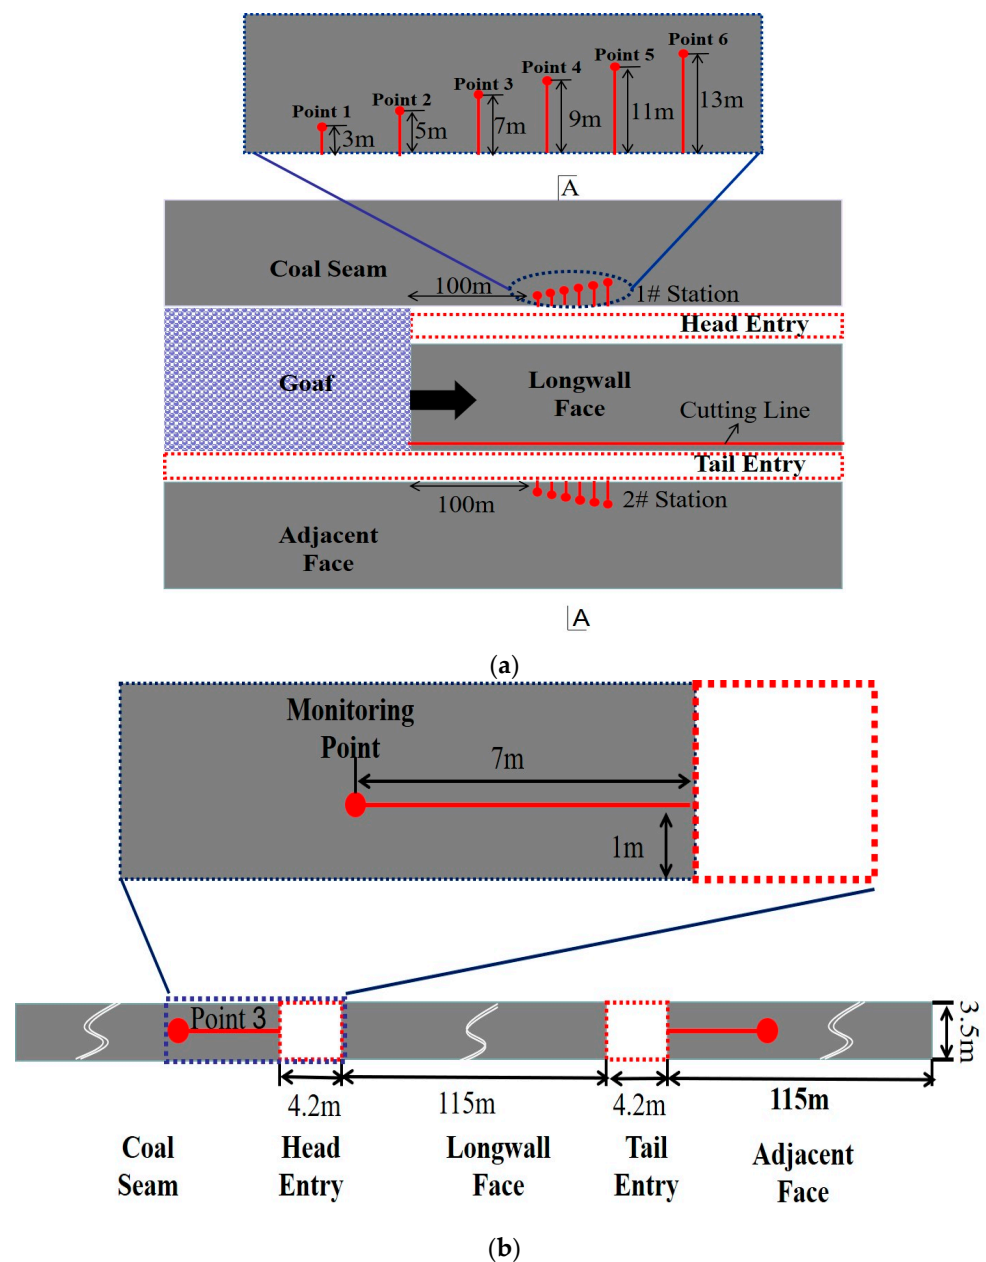 Point 6
Point 5
Point 4
Point 3
Point 2
Point 1
3m
5m
7m
9m
11m
13m
A
Coal Seam
100m
1# Station
Head Entry
Goaf
Longwall
Face
Cutting Line
Tail Entry
100m
2# Station
Adjacent
Face
A
(a)
Monitoring
Point
7m
1m
Point 3
3.5m
4.2m
115m
4.2m
115m
Coal
Seam
Head
Entry
Longwall
Face
Tail
Entry
Adjacent
Face
(b)